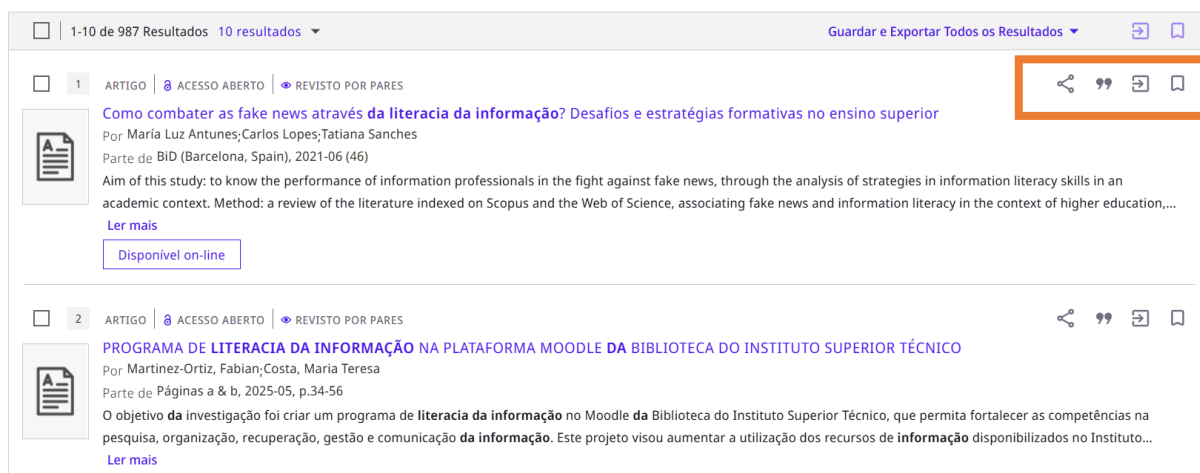 1-10 de 987 Resultados 10 resultados Guardar e Exportar Todos os Resultados
1 ARTIGO ACESSO ABERTO REVISTO POR PARES
Como combater as fake news através da literacia da informação? Desafios e estratégias formativas no ensino superior
Por María Luz Antunes;Carlos Lopes;Tatiana Sanches
Parte de BiD (Barcelona, Spain), 2021-06 (46)
Aim of this study: to know the performance of information professionals in the fight against fake news, through the analysis of strategies in information literacy skills in an
academic context. Method: a review of the literature indexed on Scopus and the Web of Science, associating fake news and information literacy in the context of higher education,...
Ler mais
Disponível on-line
2 ARTIGO ACESSO ABERTO REVISTO POR PARES
PROGRAMA DE LITERACIA DA INFORMAÇÃO NA PLATAFORMA MOODLE DA BIBLIOTECA DO INSTITUTO SUPERIOR TÉCNICO
Por Martinez-Ortiz, Fabian;Costa, Maria Teresa
Parte de Páginas a & b, 2025-05, p.34-56
O objetivo da investigação foi criar um programa de literacia da informação no Moodle da Biblioteca do Instituto Superior Técnico, que permita fortalecer as competências na
pesquisa, organização, recuperação, gestão e comunicação da informação. Este projeto visou aumentar a utilização dos recursos de informação disponibilizados no Instituto...
Ler mais